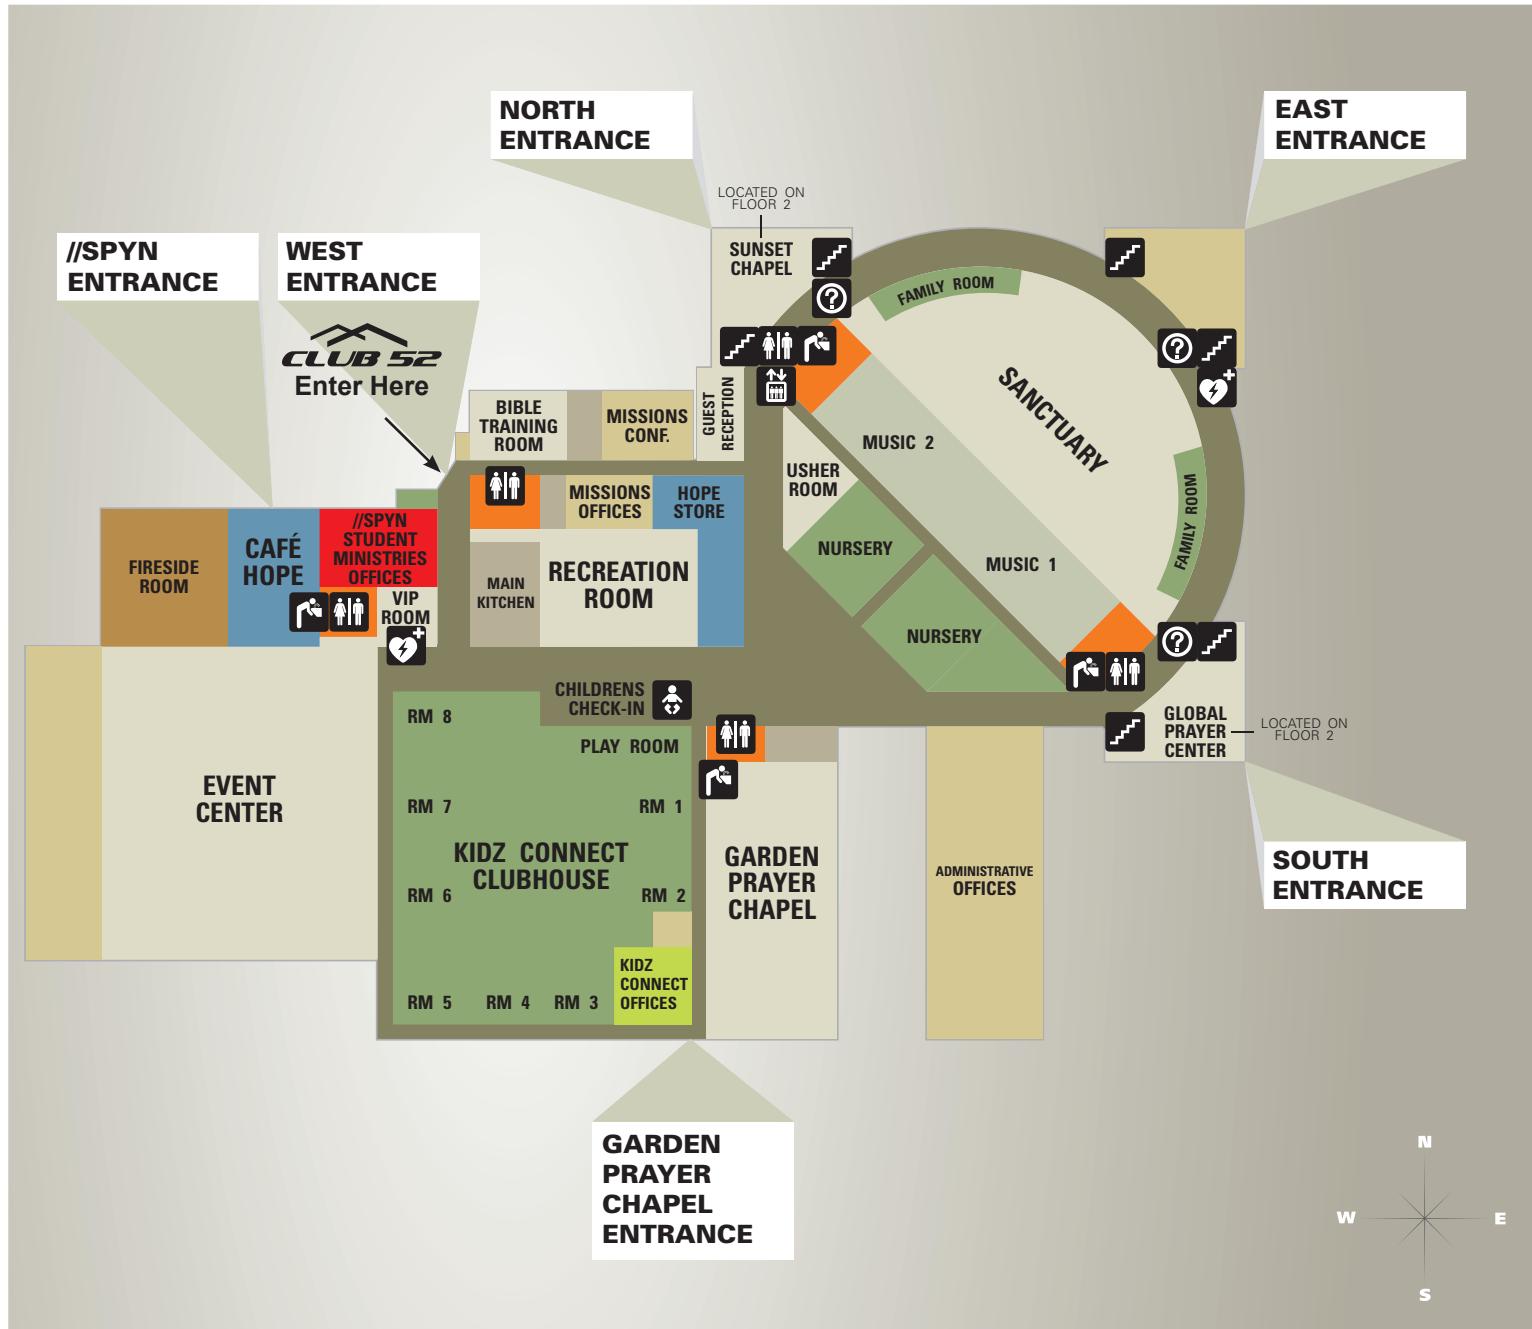 NORTH
ENTRANCE
EAST
ENTRANCE
LOCATED ON
FLOOR 2
//SPYN
ENTRANCE
WEST
ENTRANCE
SUNSET
CHAPEL
FAMILY ROOM
CLUB 52
Enter Here
SANCTUARY
GUEST
RECEPTION
BIBLE
TRAINING
ROOM
MISSIONS
CONF.
MUSIC 2
USHER
ROOM
MISSIONS
OFFICES
HOPE
STORE
FAMILY ROOM
//SPYN
STUDENT
MINISTRIES
OFFICES
CAFÉ
HOPE
FIRESIDE
ROOM
NURSERY
MUSIC 1
MAIN
KITCHEN
RECREATION
ROOM
VIP
ROOM
NURSERY
CHILDRENS
CHECK-IN
RM 8
PLAY ROOM
GLOBAL
PRAYER
CENTER
LOCATED ON
FLOOR 2
EVENT
CENTER
RM 7
RM 1
KIDZ CONNECT
CLUBHOUSE
GARDEN
PRAYER
CHAPEL
ADMINISTRATIVE
OFFICES
SOUTH
ENTRANCE
RM 6
RM 2
KIDZ
CONNECT
OFFICES
RM 5
RM 4
RM 3
GARDEN
PRAYER
CHAPEL
ENTRANCE
N
W
E
S